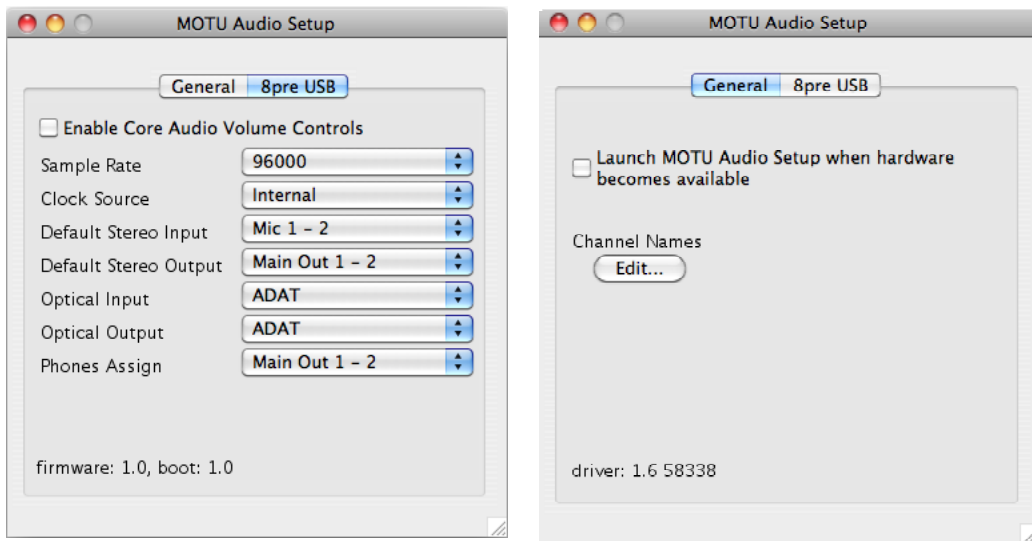 MOTU Audio Setup
General 8pre USB
Enable Core Audio Volume Controls
Sample Rate 96000
Clock Source Internal
Default Stereo Input Mic 1 – 2
Default Stereo Output Main Out 1 – 2
Optical Input ADAT
Optical Output ADAT
Phones Assign Main Out 1 – 2
firmware: 1.0, boot: 1.0
MOTU Audio Setup
General 8pre USB
Launch MOTU Audio Setup when hardware
becomes available
Channel Names
Edit...
driver: 1.6 58338